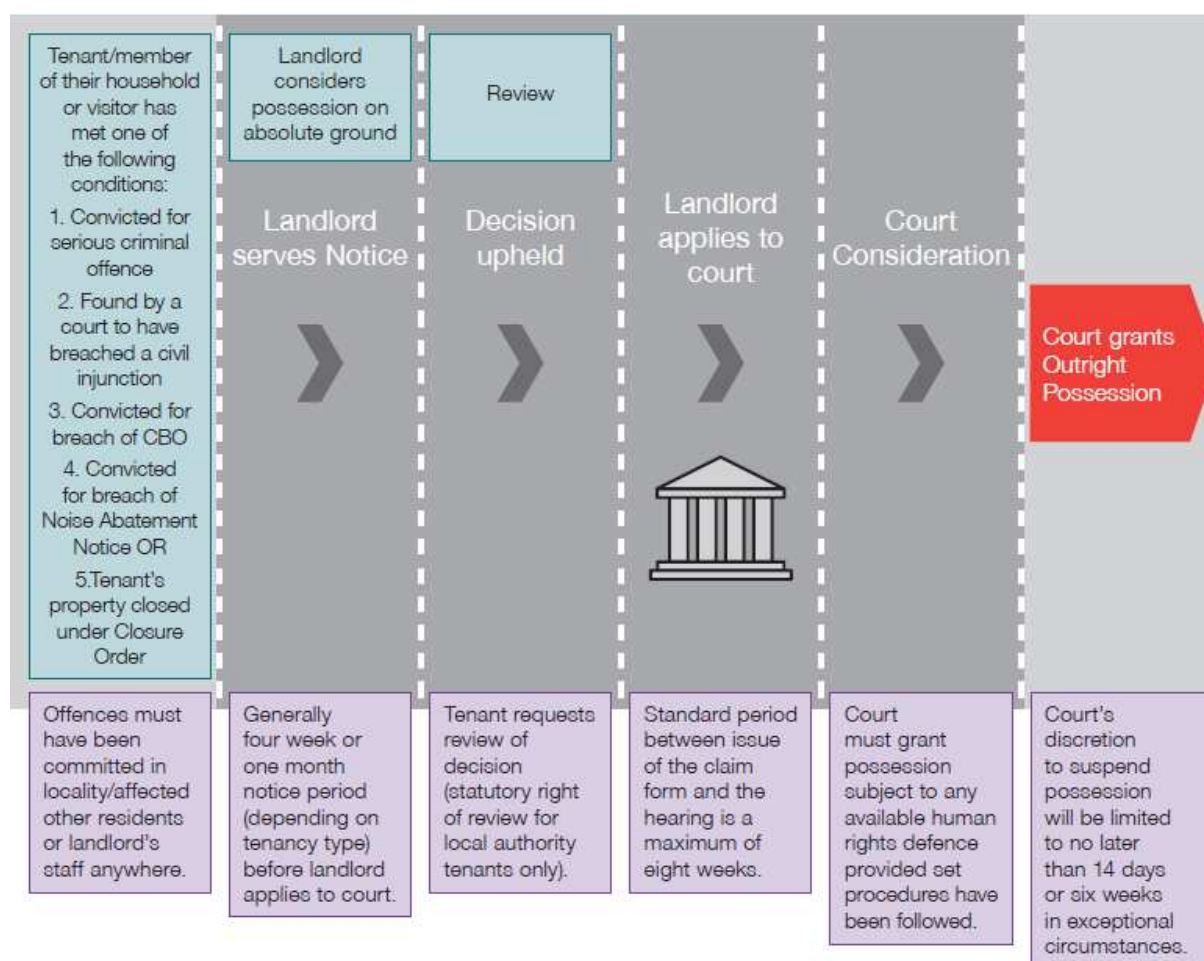 Tenant/member
of their household
or visitor has
met one of
the following
conditions:
1. Convicted for
serious criminal
offence
2. Found by a
court to have
breached a civil
injunction
3. Convicted for
breach of CBO
4. Convicted
for breach of
Noise Abatement
Notice OR
5.Tenant's
property closed
under Closure
Order
Offences must
have been
committed in
locality/affected
other residents
or landlord's
staff anywhere.
Landlord
considers
possession on
absolute ground
Landlord
serves Notice
Generally
four week or
one month
notice period
(depending on
tenancy type)
before landlord
applies to court.
Review
Decision
upheld
Tenant requests
review of
decision
(statutory right
of review for
local authority
tenants only).
Landlord
applies to
court
Standard period
between issue
of the claim
form and the
hearing is a
maximum of
eight weeks.
Court
Consideration
Court
must grant
possession
subject to any
available human
rights defence
provided set
procedures have
been followed.
Court grants
Outright
Possession
Court's
discretion
to suspend
possession
will be limited
to no later
than 14 days
or six weeks
in exceptional
circumstances.